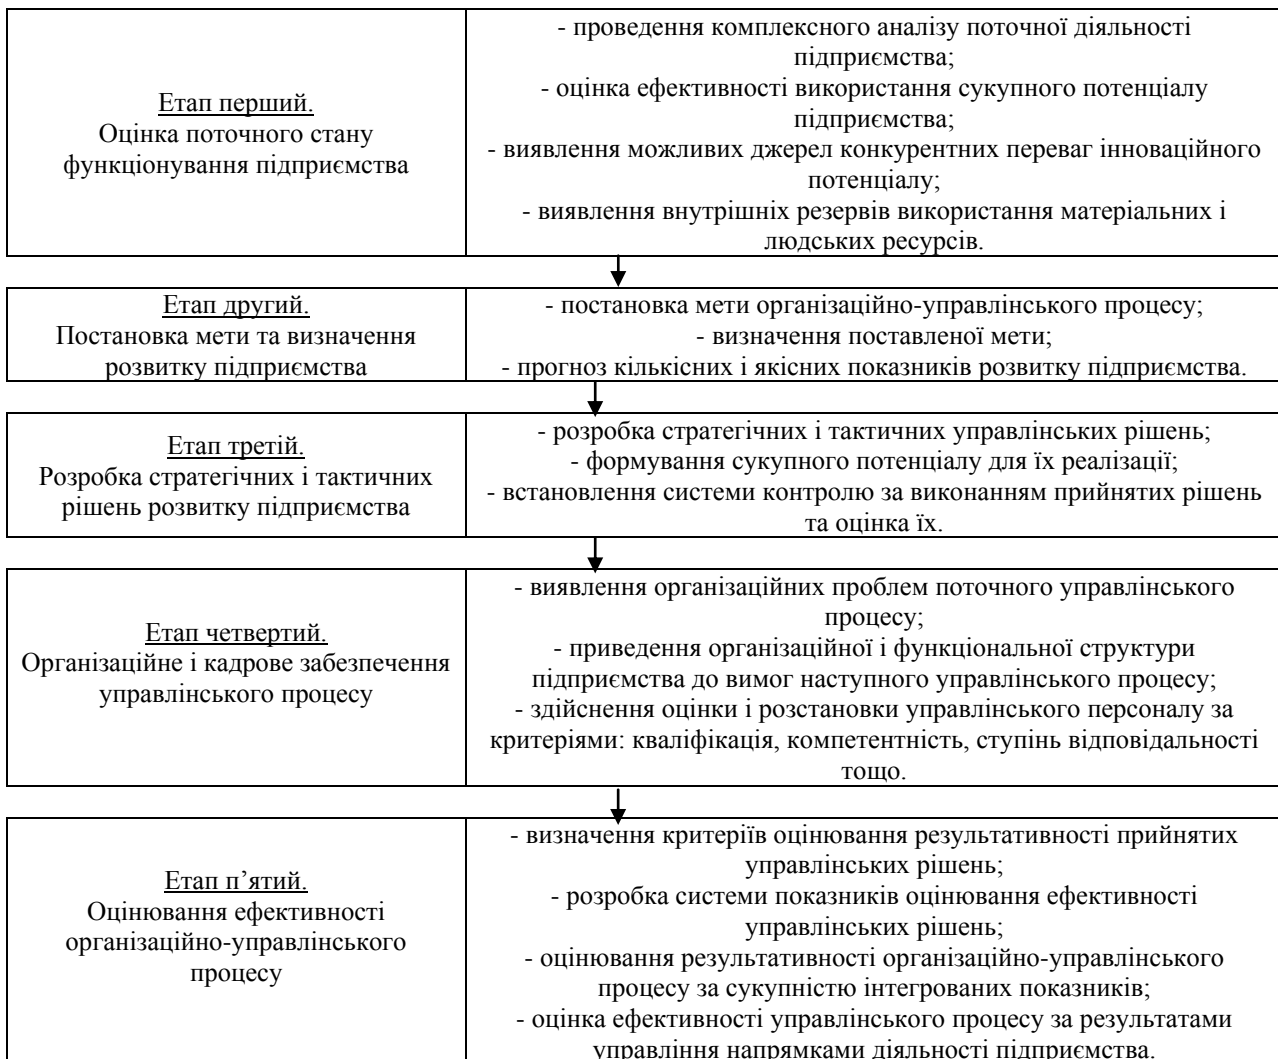 Етап перший.
Оцінка поточного стану
функціонування підприємства
- проведення комплексного аналізу поточної діяльності
підприємства;
- оцінка ефективності використання сукупного потенціалу
підприємства;
- виявлення можливих джерел конкурентних переваг інноваційного
потенціалу;
- виявлення внутрішніх резервів використання матеріальних і
людських ресурсів.
Етап другий.
Постановка мети та визначення
розвитку підприємства
- постановка мети організаційно-управлінського процесу;
- визначення поставленої мети;
- прогноз кількісних і якісних показників розвитку підприємства.
Етап третій.
Розробка стратегічних і тактичних
рішень розвитку підприємства
- розробка стратегічних і тактичних управлінських рішень;
- формування сукупного потенціалу для їх реалізації;
- встановлення системи контролю за виконанням прийнятих рішень
та оцінка їх.
Етап четвертий.
Організаційне і кадрове забезпечення
управлінського процесу
- виявлення організаційних проблем поточного управлінського
процесу;
- приведення організаційної і функціональної структури
підприємства до вимог наступного управлінського процесу;
- здійснення оцінки і розстановки управлінського персоналу за
критеріями: кваліфікація, компетентність, ступінь відповідальності
тощо.
Етап п’ятий.
Оцінювання ефективності
організаційно-управлінського
процесу
- визначення критеріїв оцінювання результативності прийнятих
управлінських рішень;
- розробка системи показників оцінювання ефективності
управлінських рішень;
- оцінювання результативності організаційно-управлінського
процесу за сукупністю інтегрованих показників;
- оцінка ефективності управлінського процесу за результатами
управління напрямками діяльності підприємства.